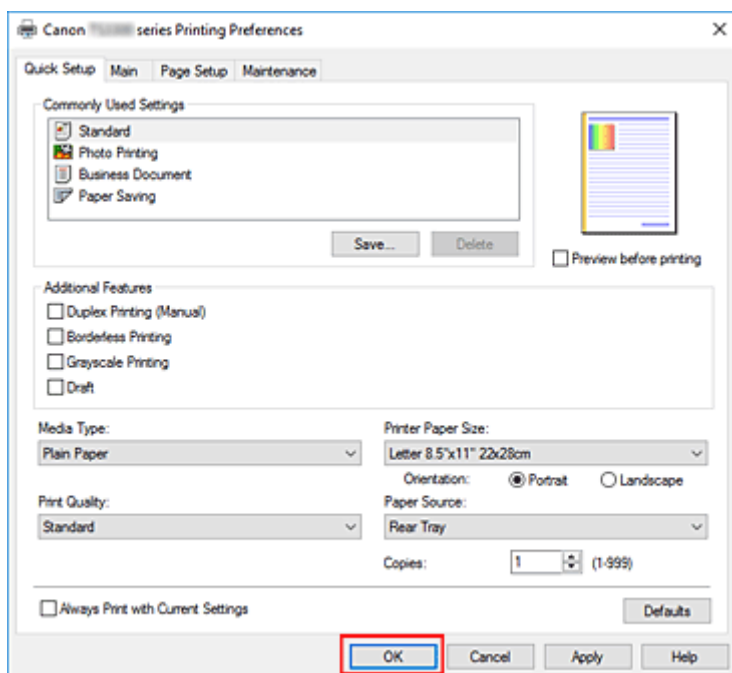 Canon series Printing Preferences
Quick Setup Main Page Setup Maintenance
Commonly Used Settings
Standard
Photo Printing
Business Document
Paper Saving
Save... Delete
Preview before printing
Additional Features
Duplex Printing (Manual)
Borderless Printing
Grayscale Printing
Draft
Media Type: Printer Paper Size:
Plain Paper Letter 8.5"x11" 22x28cm
Orientation: Portrait Landscape
Print Quality: Paper Source:
Standard Rear Tray
Copies: 1 (1-999)
Always Print with Current Settings Defaults
OK Cancel Apply Help